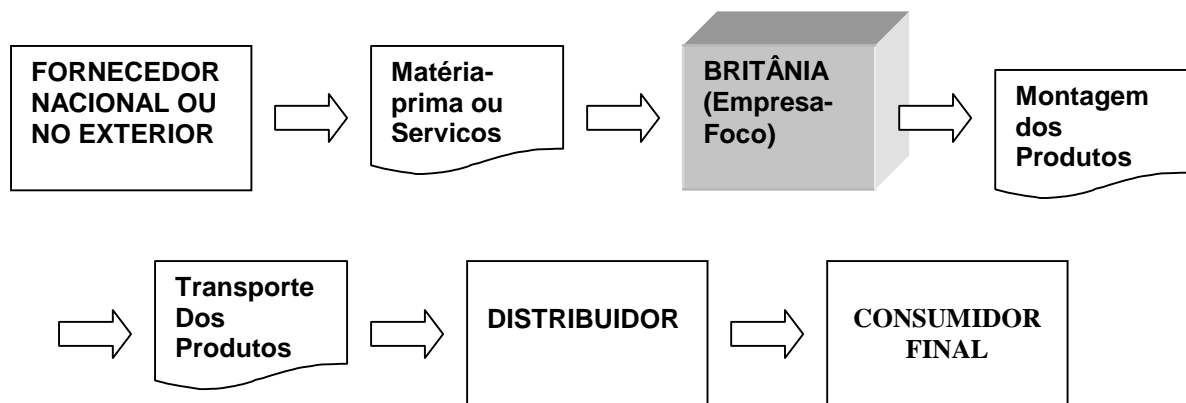 FORNECEDOR
NACIONAL OU
NO EXTERIOR
Matéria-
prima ou
Servicos
BRITÂNIA
(Empresa-
Foco)
Montagem
dos
Produtos
Transporte
Dos
Produtos
DISTRIBUIDOR
CONSUMIDOR
FINAL